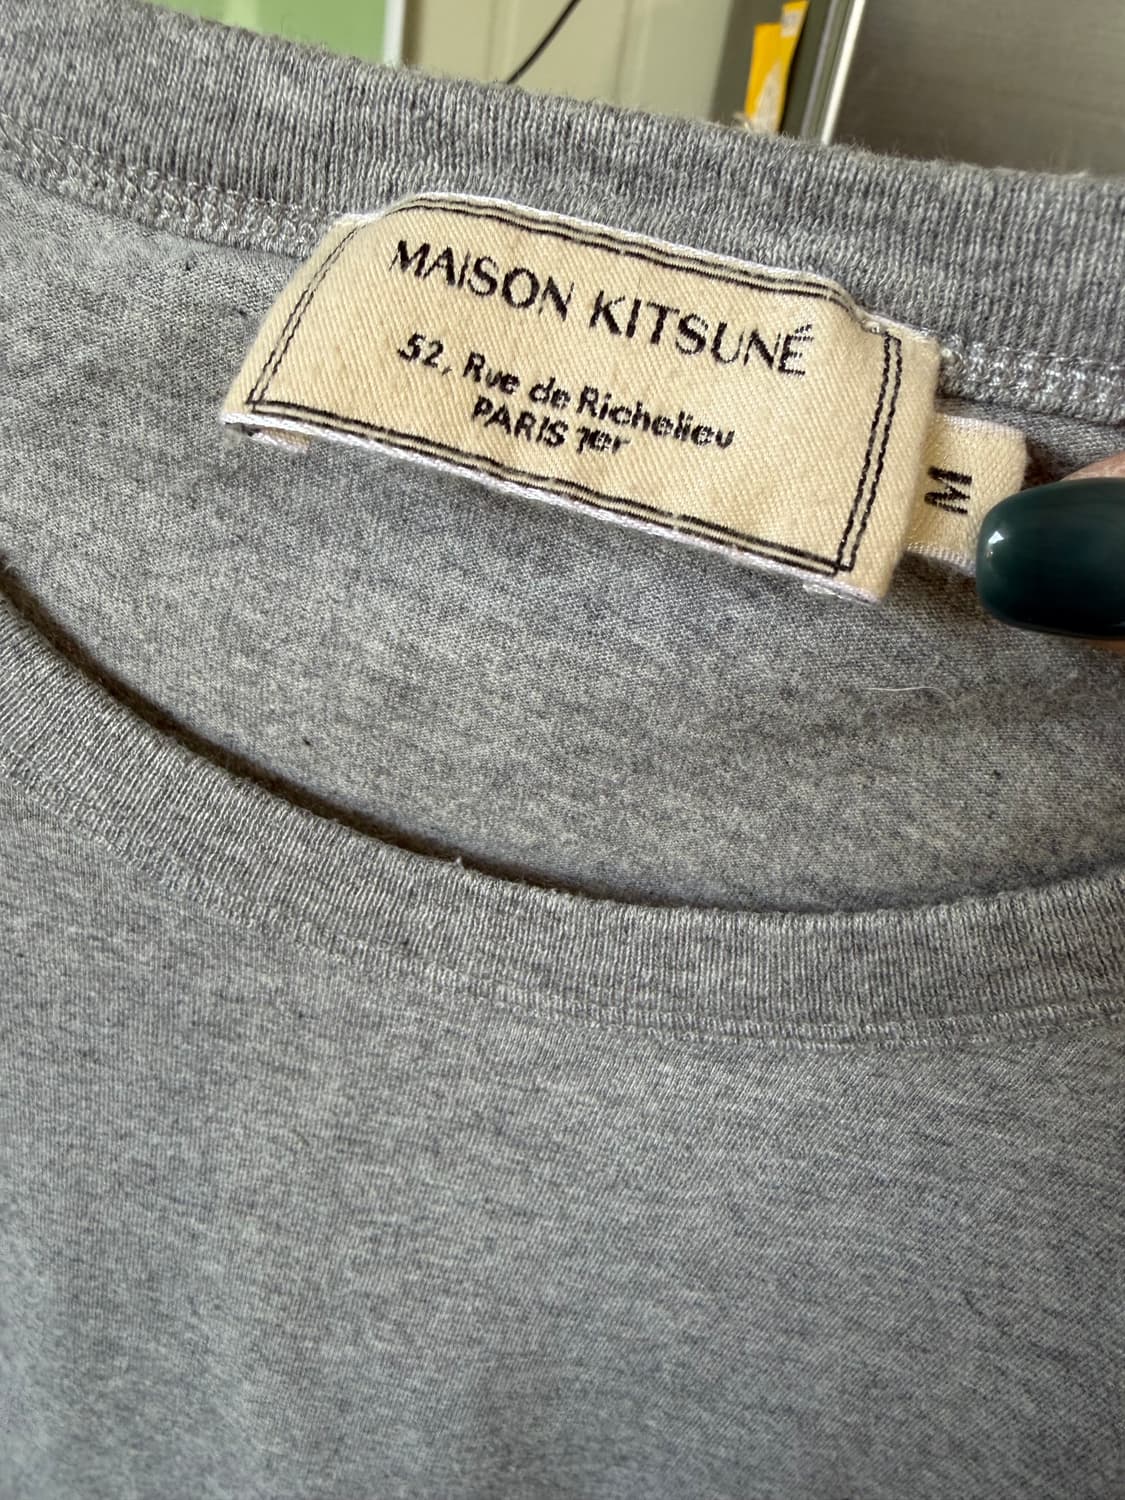 MAISON KITSUNÉ
52, Rue de Richelieu
PARIS 1er
M